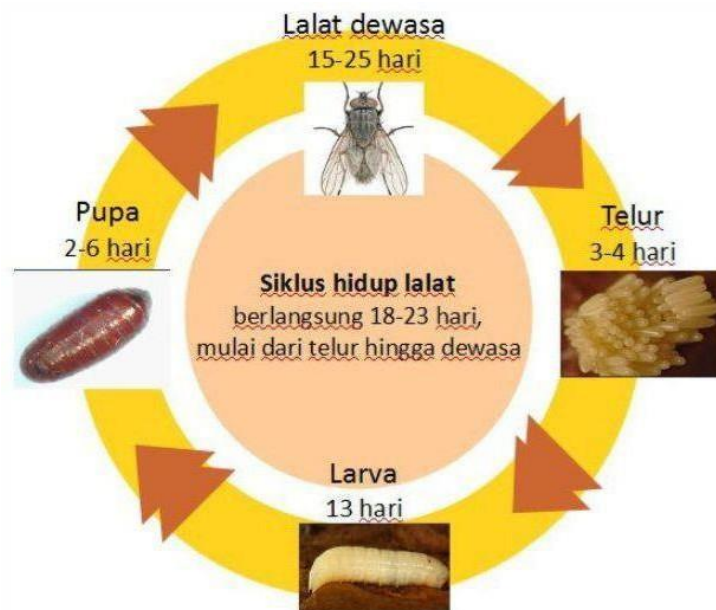 Lalat dewasa
15-25 hari
Telur
3-4 hari
Larva
13 hari
Pupa
2-6 hari
Siklus hidup lalat
berlangsung 18-23 hari,
mulai dari telur hingga dewasa